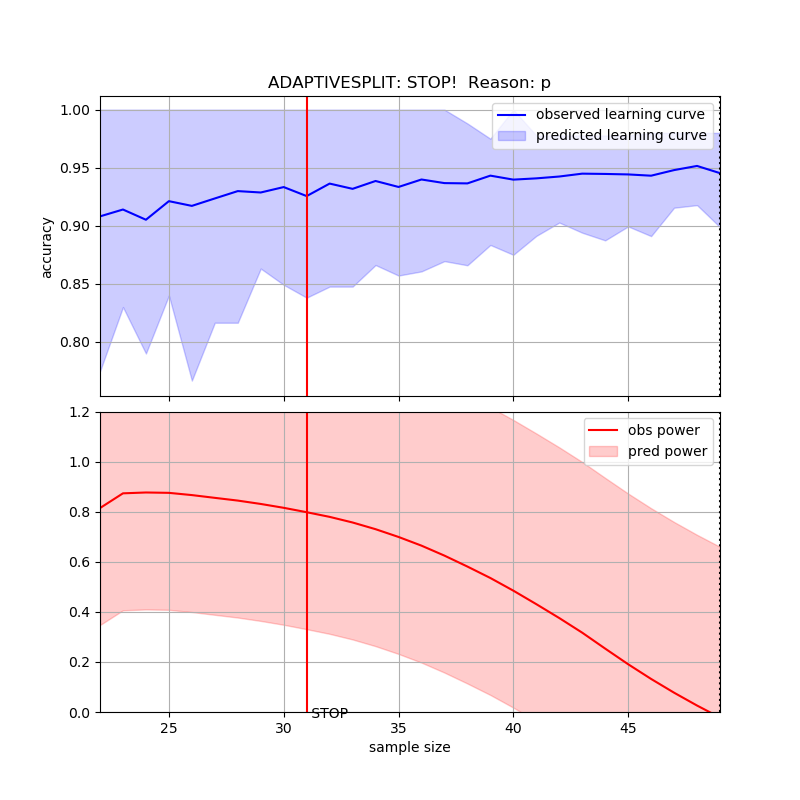 ADAPTIVESPLIT: STOP!  Reason: p
1.00
0.95
0.90
0.85
0.80
accuracy
observed learning curve
predicted learning curve
1.2
1.0
0.8
0.6
0.4
0.2
0.0
obs power
pred power
STOP
25
30
35
40
45
sample size